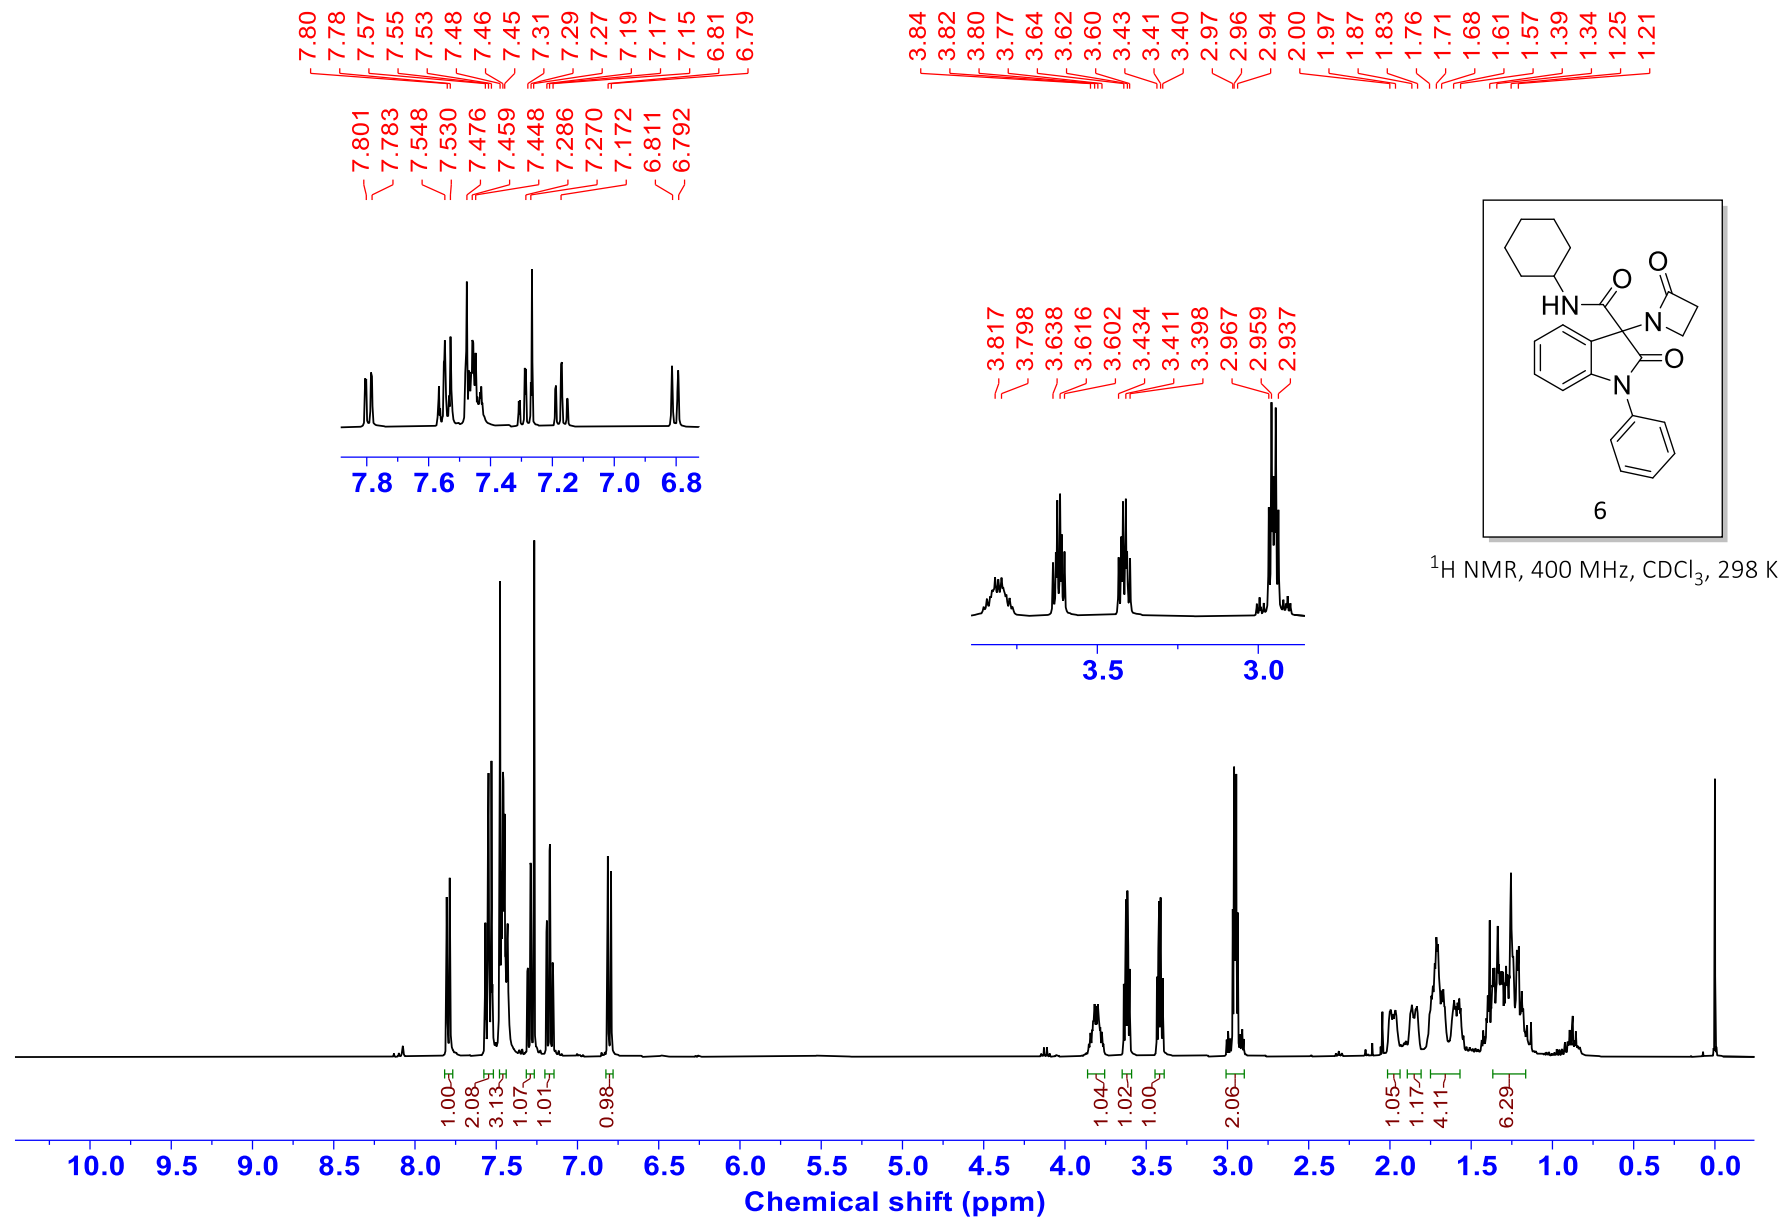 7.80 7.78 7.57 7.55 7.53 7.48 7.46 7.45 7.31 7.29 7.27 7.19 7.17 7.15 6.81 6.79
3.84 3.82 3.80 3.77 3.64 3.62 3.60 3.43 3.41 3.40 2.97 2.96 2.94 2.00 1.97 1.87 1.83 1.76 1.71 1.68 1.61 1.57 1.39 1.34 1.25 1.21
7.801 7.783 7.548 7.530 7.476 7.459 7.448 7.286 7.270 7.172 6.811 6.792
7.8 7.6 7.4 7.2 7.0 6.8
3.817 3.798 3.638 3.616 3.602 3.434 3.411 3.398 2.967 2.959 2.937
3.5 3.0
O
O
HN
N
O
N
6
¹H NMR, 400 MHz, CDCl₃, 298 K
1.00 2.08 3.13 1.07 1.01 0.98 1.04 1.02 1.00 2.06 1.05 1.17 4.11 6.29
10.0 9.5 9.0 8.5 8.0 7.5 7.0 6.5 6.0 5.5 5.0 4.5 4.0 3.5 3.0 2.5 2.0 1.5 1.0 0.5 0.0
Chemical shift (ppm)